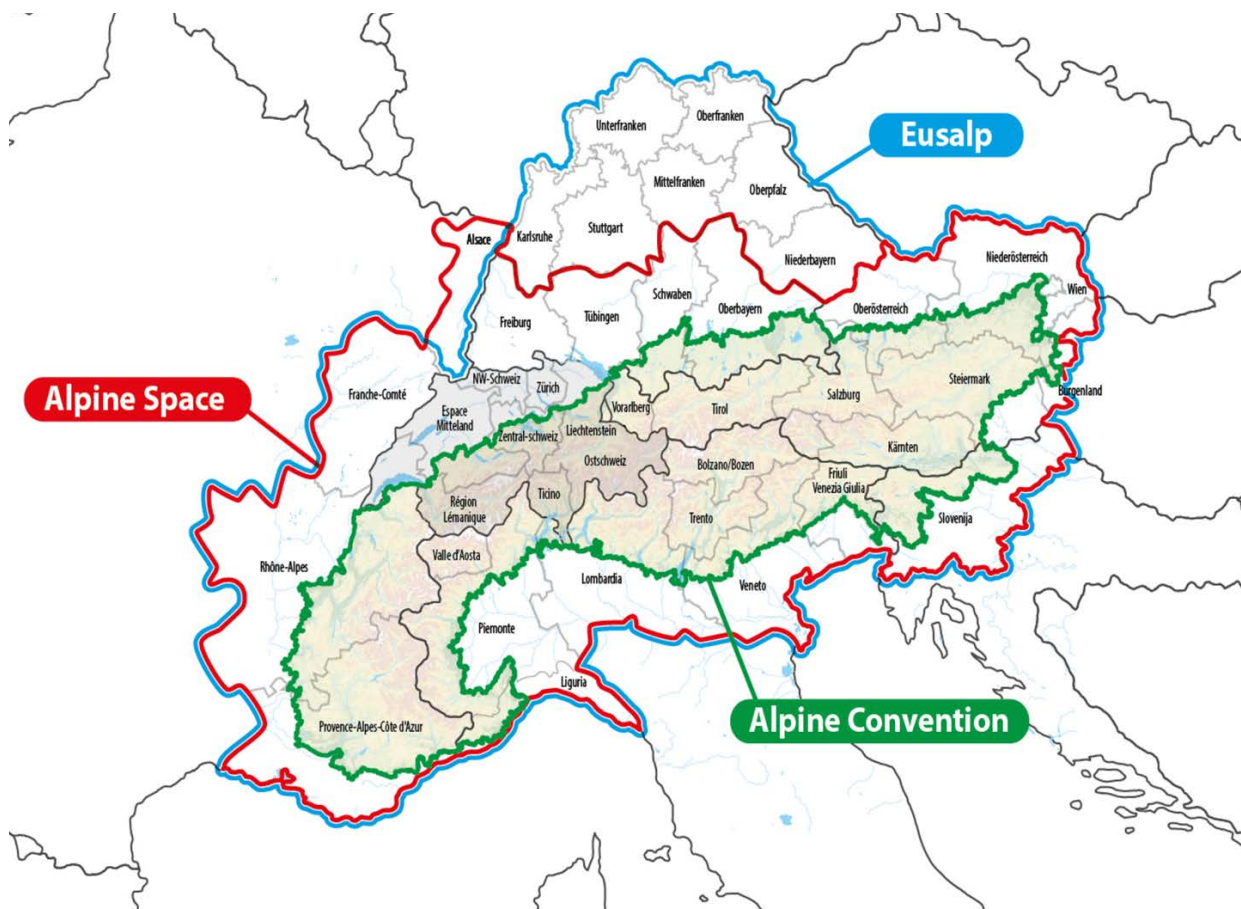 Unterfranken
Oberfranken
Eusalp
Mittelfranken
Oberpfalz
Alsace
Karlsruhe
Stuttgart
Niederbayern
Niederösterreich
Wien
Schwaben
Oberbayern
Oberösterreich
Freiburg
Tübingen
Alpine Space
Franche-Comté
NW-Schweiz
Zürich
Espace
Mitteland
Vorarlberg
Tirol
Salzburg
Steiermark
Burgenland
Zentral-schweiz
Liechtenstein
Ostschweiz
Bolzano/Bozen
Kärnten
Friuli
Venezia Giulia
Région
Lémanique
Ticino
Trento
Slovenija
Valle d'Aosta
Rhône-Alpes
Lombardia
Veneto
Piemonte
Liguria
Provence-Alpes-Côte d'Azur
Alpine Convention